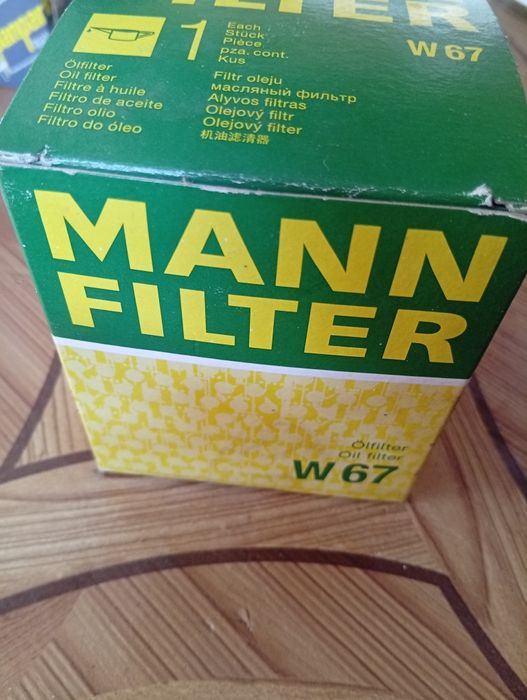 FILTER
W 67
1
Each
Stück
Pièce
pza. cont.
Kus
Ölfilter
Oil filter
Filtre à huile
Filtro de aceite
Filtro olio
Filtro do óleo
Filtr oleju
масляный фильтр
Alyvos filtras
Olejový filtr
Olejový filter
机油滤清器
MANN
FILTER
Ölfilter
Oil filter
W 67